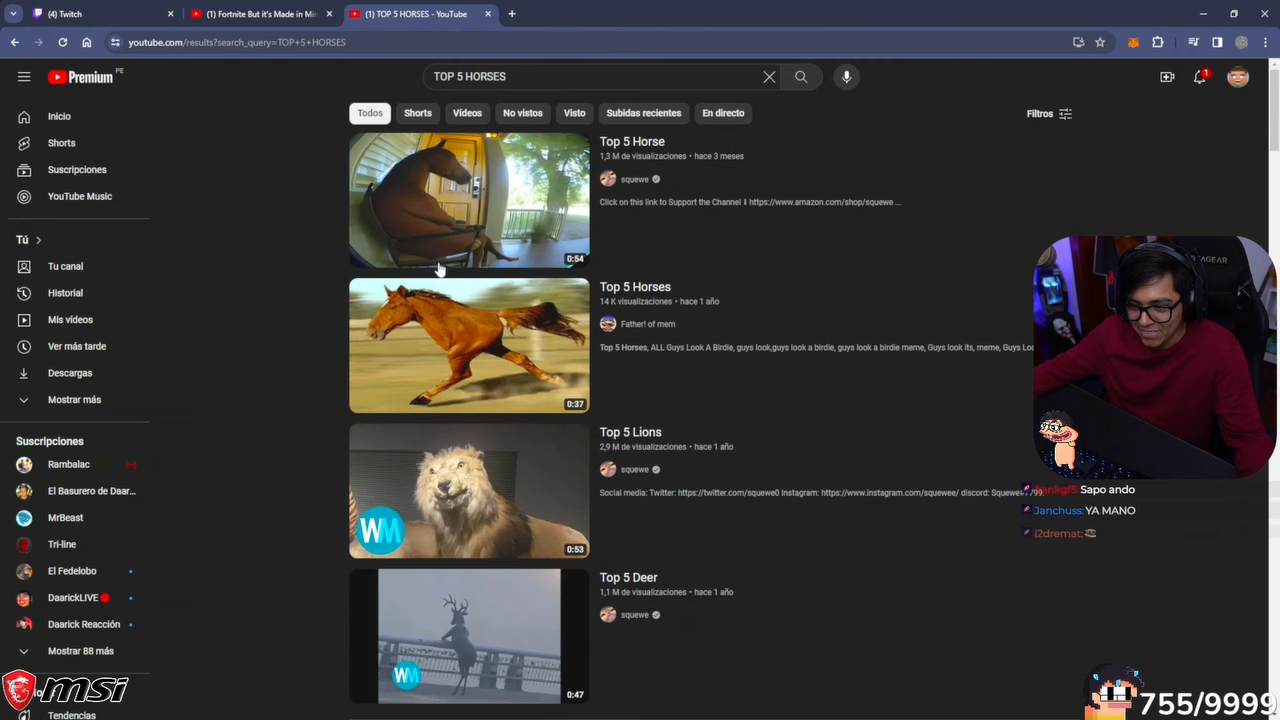 (4) Twitch
(1) Fortnite But it's Made in Min
(1) TOP 5 HORSES - YouTube
youtube.com/results?search_query=TOP+5+HORSES
Premium PE
TOP 5 HORSES
1
Todos
Shorts
Vídeos
No vistos
Visto
Subidas recientes
En directo
Filtros
Inicio
Shorts
Suscripciones
YouTube Music
Tú
Tu canal
Historial
Mis vídeos
Ver más tarde
Descargas
Mostrar más
Suscripciones
Rambalac
El Basurero de Daar...
MrBeast
Tri-line
El Fedelobo
DaarickLIVE
Daarick Reacción
Mostrar 88 más
Tendencias
msi
0:54
Top 5 Horse
1,3 M de visualizaciones • hace 3 meses
squewe
Click on this link to Support the Channel ⬇ https://www.amazon.com/shop/squewe ...
0:37
Top 5 Horses
14 K visualizaciones • hace 1 año
Father! of mem
Top 5 Horses, ALL Guys Look A Birdie, guys look,guys look a birdie, guys look a birdie meme, Guys look its, meme, Guys Lo
WM
0:53
Top 5 Lions
2,9 M de visualizaciones • hace 1 año
squewe
Social media: Twitter: https://twitter.com/squewe0 Instagram: https://www.instagram.com/squewee/ discord: Squewe
WM
0:47
Top 5 Deer
1,1 M de visualizaciones • hace 1 año
squewe
Sapo ando
Janchuss: YA MANO
i2dremat:
755/9999